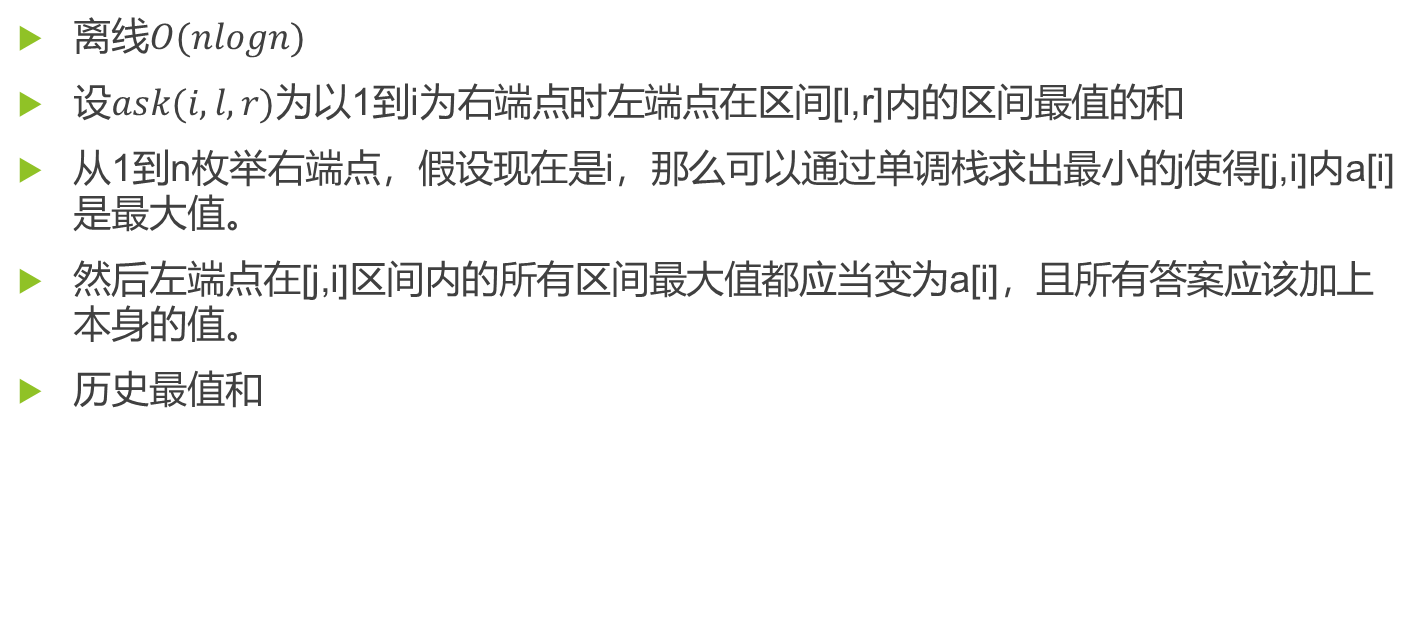 离线O(nlogn)
设ask(i,l,r)为以1到i为右端点时左端点在区间[l,r]内的区间最值的和
从1到n枚举右端点，假设现在是i，那么可以通过单调栈求出最小的j使得[j,i]内a[i]
是最大值。
然后左端点在[j,i]区间内的所有区间最大值都应当变为a[i]，且所有答案应该加上
本身的值。
历史最值和